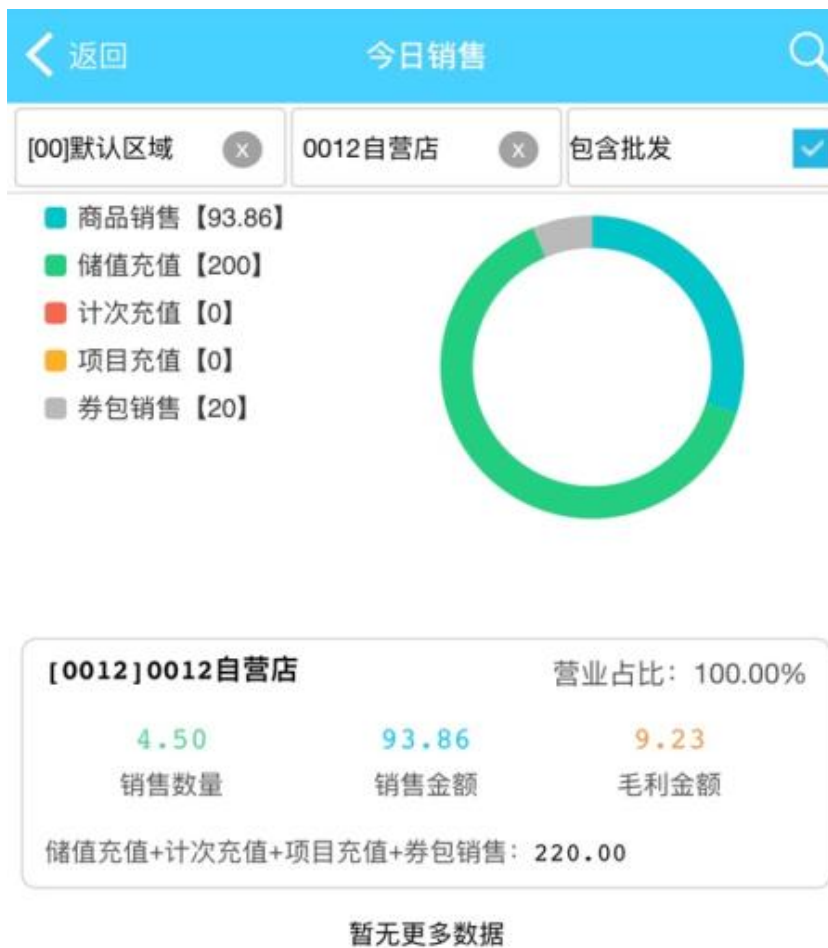 返回 今日销售
[00]默认区域 x 0012自营店 x 包含批发
商品销售【93.86】
储值充值【200】
计次充值【0】
项目充值【0】
券包销售【20】
[0012]0012自营店 营业占比：100.00%
4.50 93.86 9.23
销售数量 销售金额 毛利金额
储值充值+计次充值+项目充值+券包销售：220.00
暂无更多数据